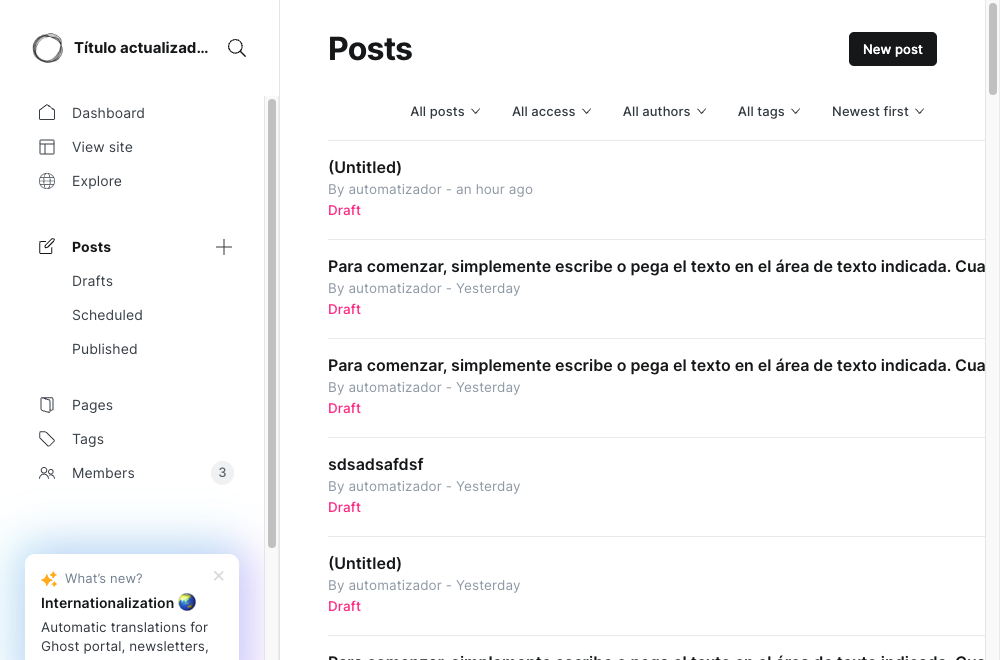 Título actualizad...
Dashboard
View site
Explore
Posts
Drafts
Scheduled
Published
Pages
Tags
Members 3
What's new?
Internationalization 🌏
Automatic translations for
Ghost portal, newsletters,
Posts
New post
All posts All access All authors All tags Newest first
(Untitled)
By automatizador - an hour ago
Draft
Para comenzar, simplemente escribe o pega el texto en el área de texto indicada. Cua
By automatizador - Yesterday
Draft
Para comenzar, simplemente escribe o pega el texto en el área de texto indicada. Cua
By automatizador - Yesterday
Draft
sdsadsafdsf
By automatizador - Yesterday
Draft
(Untitled)
By automatizador - Yesterday
Draft